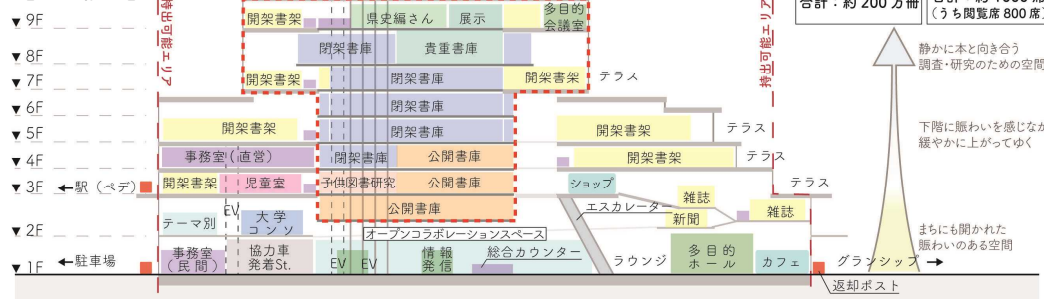 ▼9F
開架書架
県史編さん
展示
多目的
会議室
合計：約200万冊
（うち閲覧席800席）
持出可能エリア
持出可能エリア
▼8F
閉架書庫
貴重書庫
静かに本と向き合う
調査・研究のための空間
▼7F
開架書架
閉架書庫
開架書架
テラス
▼6F
閉架書庫
▼5F
開架書架
閉架書庫
開架書架
テラス
下階に賑わいを感じなが
緩やかに上がってゆく
▼4F
事務室（直営）
閉架書庫
公開書庫
開架書架
テラス
▼3F
←駅（ペデ）
開架書架
児童室
子供図書研究
公開書庫
ショップ
雑誌
テラス
EV
公開書庫
エスカレーター
新聞
雑誌
▼2F
テーマ別
大学
コンソ
オープンコラボレーションスペース
まちにも開かれた
賑わいのある空間
▼1F
←駐車場
事務室
（民間）
協力車
発着St.
EV
EV
情報
発信
総合カウンター
ラウンジ
多目的
ホール
カフェ
グランシップ→
返却ポスト